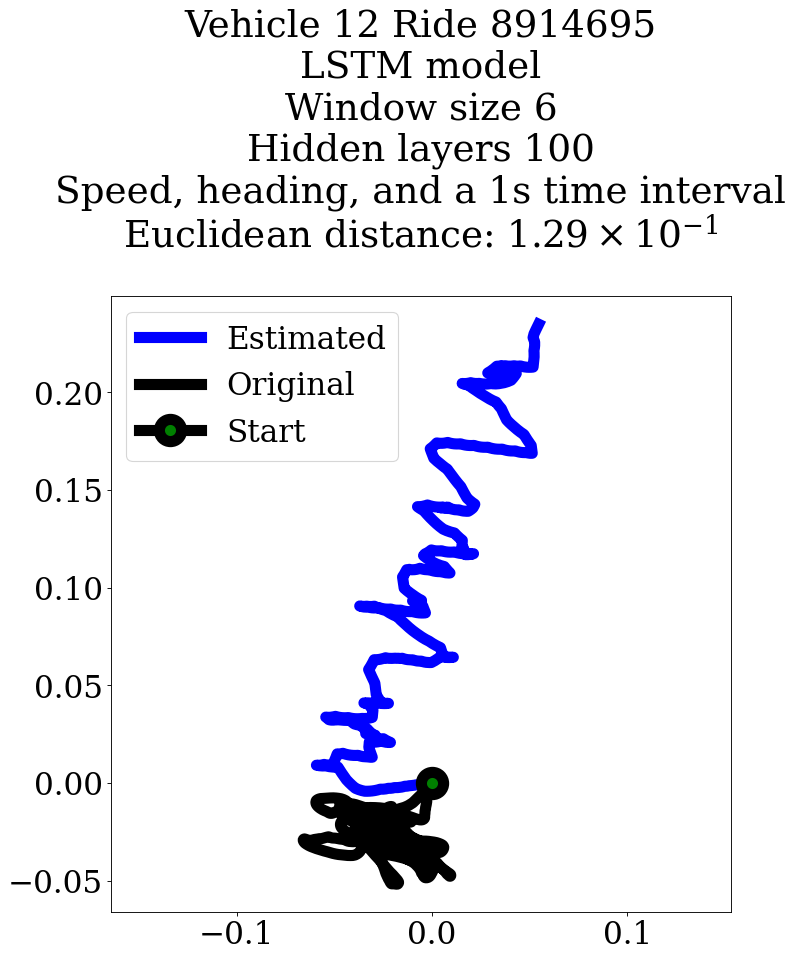 Vehicle 12 Ride 8914695
LSTM model
Window size 6
Hidden layers 100
Speed, heading, and a 1s time interval
Euclidean distance: 1.29 × 10⁻¹
Estimated
Original
Start
0.20
0.15
0.10
0.05
0.00
−0.05
−0.1
0.0
0.1